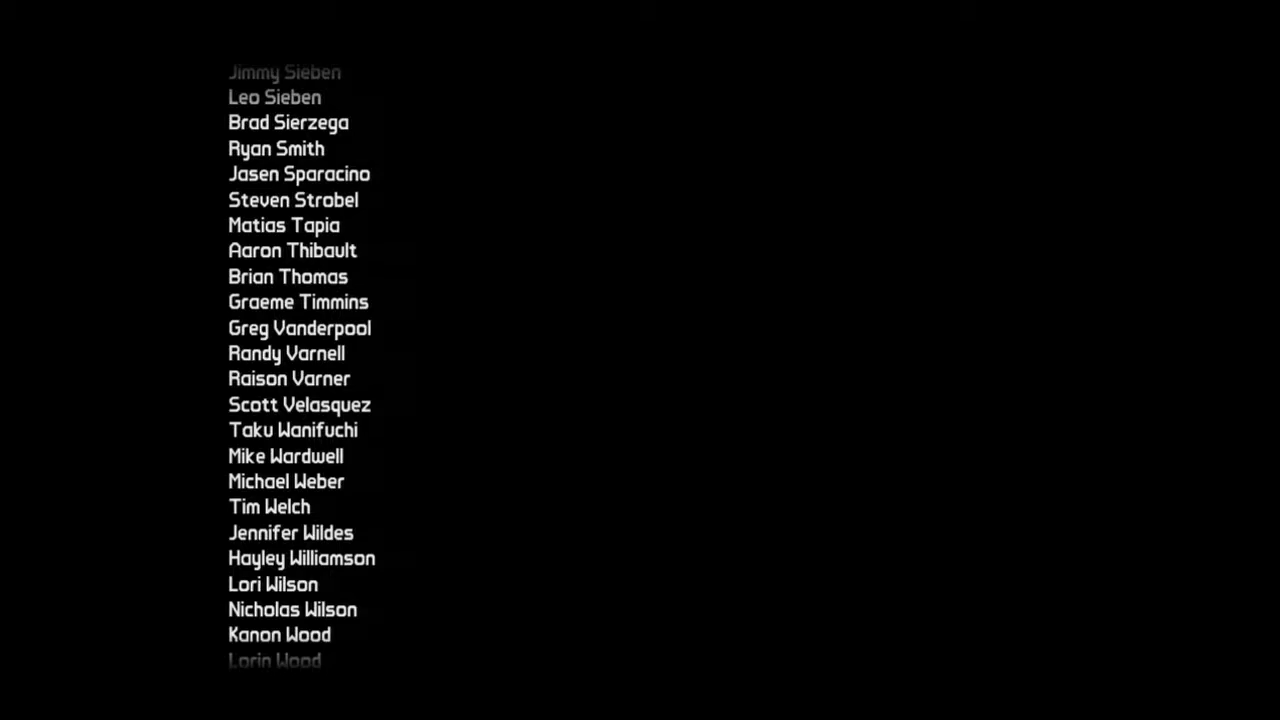 Jimmy Sieben
Leo Sieben
Brad Sierzega
Ryan Smith
Jasen Sparacino
Steven Strobel
Matias Tapia
Aaron Thibault
Brian Thomas
Graeme Timmins
Greg Vanderpool
Randy Varnell
Raison Varner
Scott Velasquez
Taku Wanifuchi
Mike Wardwell
Michael Weber
Tim Welch
Jennifer Wildes
Hayley Williamson
Lori Wilson
Nicholas Wilson
Kanon Wood
Lorin Wood